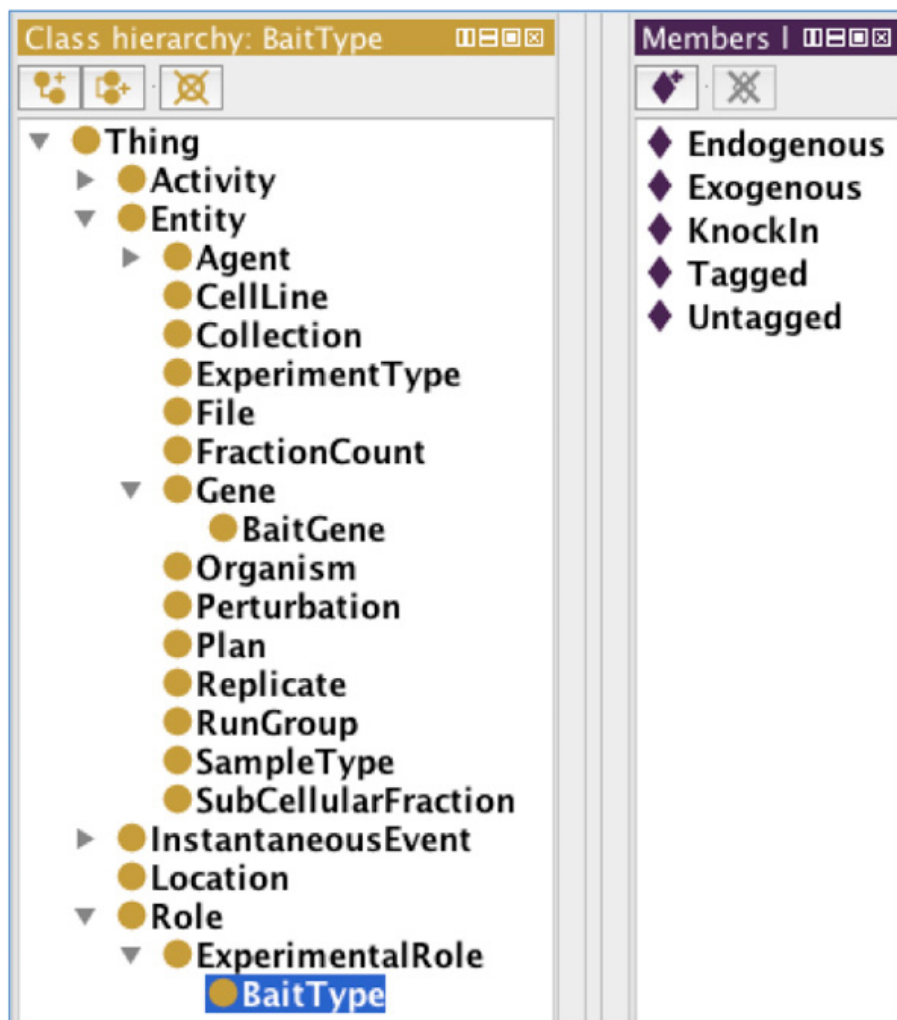 Class hierarchy: BaitType
Thing
Activity
Entity
Agent
CellLine
Collection
ExperimentType
File
FractionCount
Gene
BaitGene
Organism
Perturbation
Plan
Replicate
RunGroup
SampleType
SubCellularFraction
InstantaneousEvent
Location
Role
ExperimentalRole
BaitType
Members l
Endogenous
Exogenous
KnockIn
Tagged
Untagged